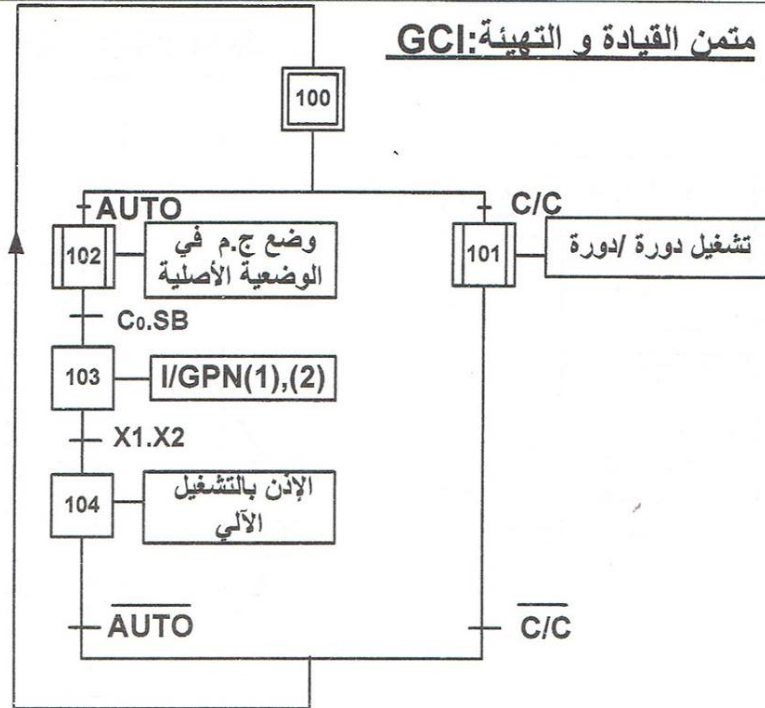 متمن القيادة و التهيئة:GCI
100
AUTO
C/C
102
وضع ج.م في
الوضعية الأصلية
101
تشغيل دورة /دورة
C0.SB
103
I/GPN(1),(2)
X1.X2
104
الإذن بالتشغيل
الآلي
A̅U̅T̅O̅
C̅/̅C̅